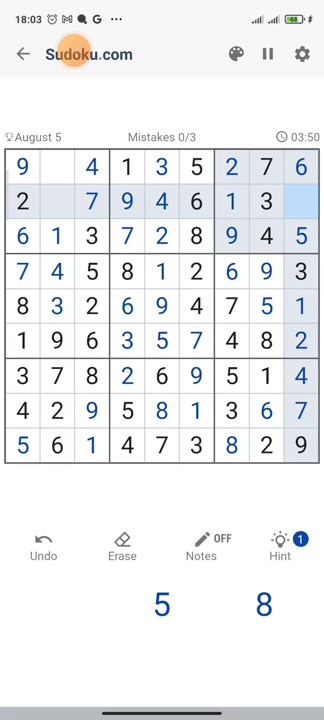 18:03 M G ... 68
Sudoku.com
August 5 Mistakes 0/3 03:50
9 4 1 3 5 2 7 6
2 7 9 4 6 1 3
6 1 3 7 2 8 9 4 5
7 4 5 8 1 2 6 9 3
8 3 2 6 9 4 7 5 1
1 9 6 3 5 7 4 8 2
3 7 8 2 6 9 5 1 4
4 2 9 5 8 1 3 6 7
5 6 1 4 7 3 8 2 9
OFF 1
Undo Erase Notes Hint
5 8